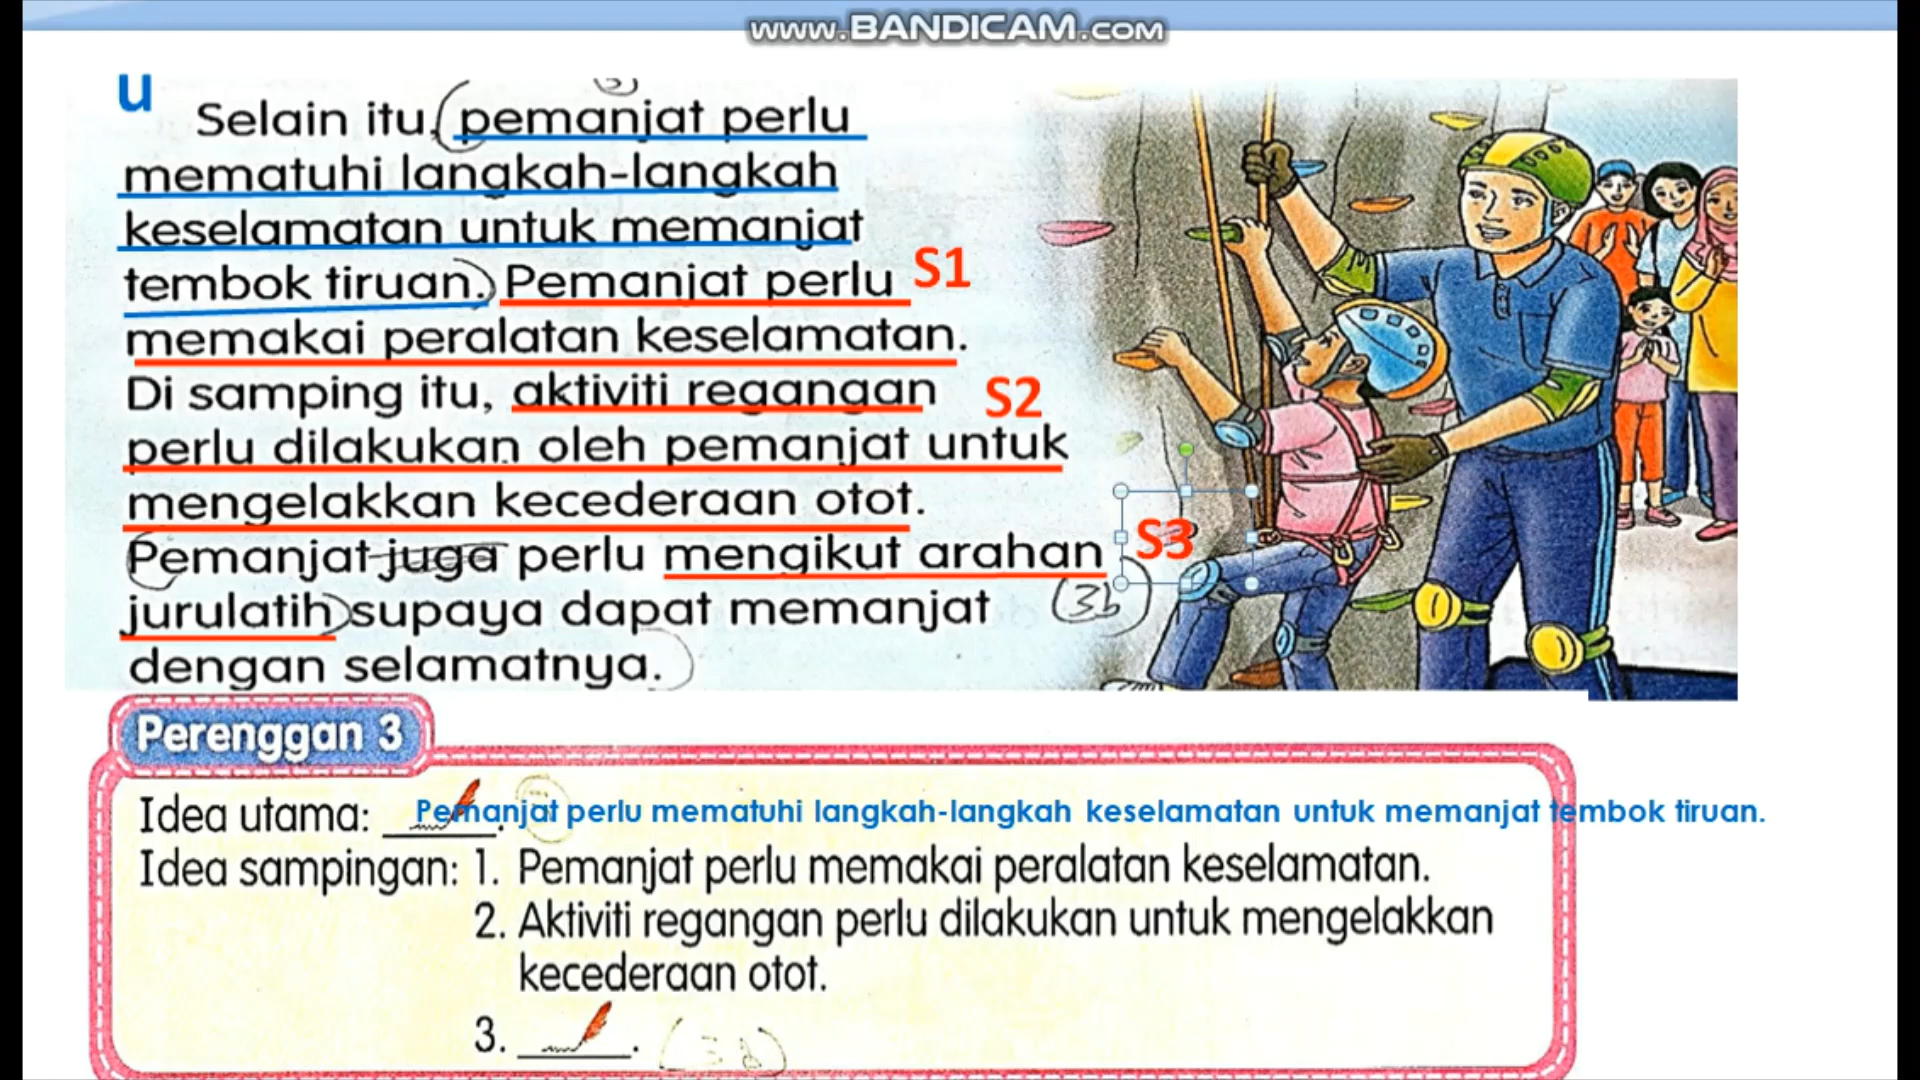 www.BANDICAM.com
u
Selain itu, pemanjat perlu
mematuhi langkah-langkah
keselamatan untuk memanjat
tembok tiruan. Pemanjat perlu S1
memakai peralatan keselamatan.
Di samping itu, aktiviti regangan S2
perlu dilakukan oleh pemanjat untuk
mengelakkan kecederaan otot.
Pemanjat juga perlu mengikut arahan S3
jurulatih supaya dapat memanjat (3b)
dengan selamatnya.
Perenggan 3
Idea utama: Pemanjat perlu mematuhi langkah-langkah keselamatan untuk memanjat tembok tiruan.
Idea sampingan: 1. Pemanjat perlu memakai peralatan keselamatan.
2. Aktiviti regangan perlu dilakukan untuk mengelakkan
kecederaan otot.
3. ____.